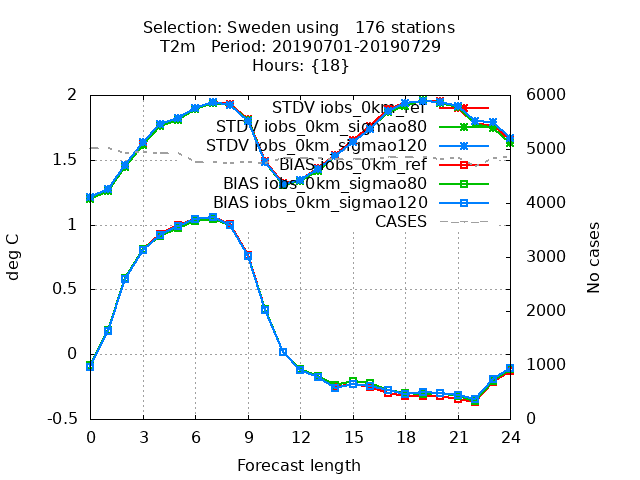 Selection: Sweden using   176 stations
T2m   Period: 20190701-20190729
Hours: {18}
2
1.5
1
0.5
0
-0.5
deg C
6000
5000
4000
3000
2000
1000
0
No cases
STDV iobs_0km_ref
STDV iobs_0km_sigmao80
STDV iobs_0km_sigmao120
BIAS iobs_0km_ref
BIAS iobs_0km_sigmao80
BIAS iobs_0km_sigmao120
CASES
0 3 6 9 12 15 18 21 24
Forecast length